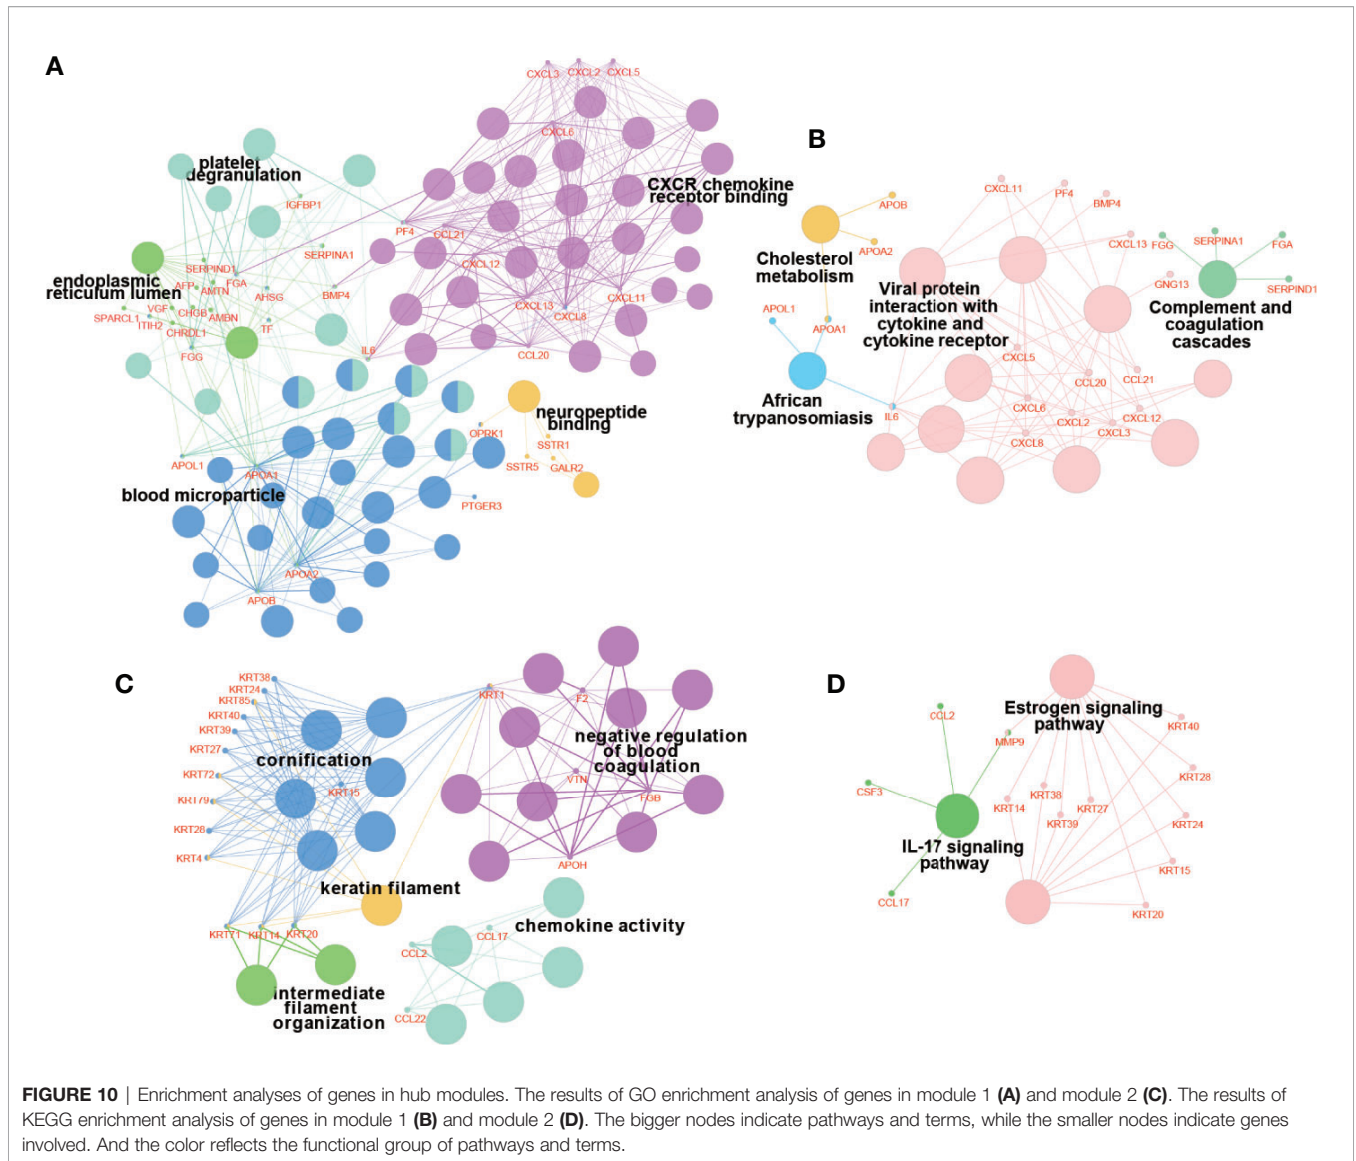 A
CXCL3 CXCL2 CXCL5
CXCL6
platelet
degranulation
CXCR chemokine
receptor binding
IGFBP1
PF4
CCL21
SERPINA1
CXCL12
SERPIND1
endoplasmic
reticulum lumen
FGA
AFP AMTN
AHSG
BMP4
CXCL11
CXCL13
CXCL8
VGF
CHGB
AMBN
SPARCL1
ITIH2
CHRDL1
TF
FGG
IL6
CCL20
neuropeptide
binding
OPRK1
SSTR1
SSTR5
GALR2
APOL1
APOA1
blood microparticle
PTGER3
APOA2
APOB
B
CXCL11
PF4
BMP4
APOB
APOA2
CXCL13
FGG
SERPINA1
FGA
Cholesterol
metabolism
GNG13
SERPIND1
Viral protein
interaction with
cytokine and
cytokine receptor
Complement and
coagulation
cascades
APOL1
APOA1
CXCL5
CCL20
CCL21
African
trypanosomiasis
IL6
CXCL6
CXCL2
CXCL12
CXCL3
CXCL8
C
KRT38
KRT24
KRT85
KRT40
KRT39
KRT27
KRT72
KRT79
KRT28
KRT4
cornification
KRT15
KRT1
F2
negative regulation
of blood
coagulation
VTN
FGB
APOH
keratin filament
KRT71 KRT14 KRT20
chemokine activity
CCL17
CCL2
CCL22
intermediate
filament
organization
D
Estrogen signaling
pathway
CCL2
MMP9
KRT40
KRT28
CSF3
KRT38
KRT14
KRT27
KRT39
KRT24
IL-17 signaling
pathway
KRT15
CCL17
KRT20
FIGURE 10 | Enrichment analyses of genes in hub modules. The results of GO enrichment analysis of genes in module 1 (A) and module 2 (C). The results of
KEGG enrichment analysis of genes in module 1 (B) and module 2 (D). The bigger nodes indicate pathways and terms, while the smaller nodes indicate genes
involved. And the color reflects the functional group of pathways and terms.